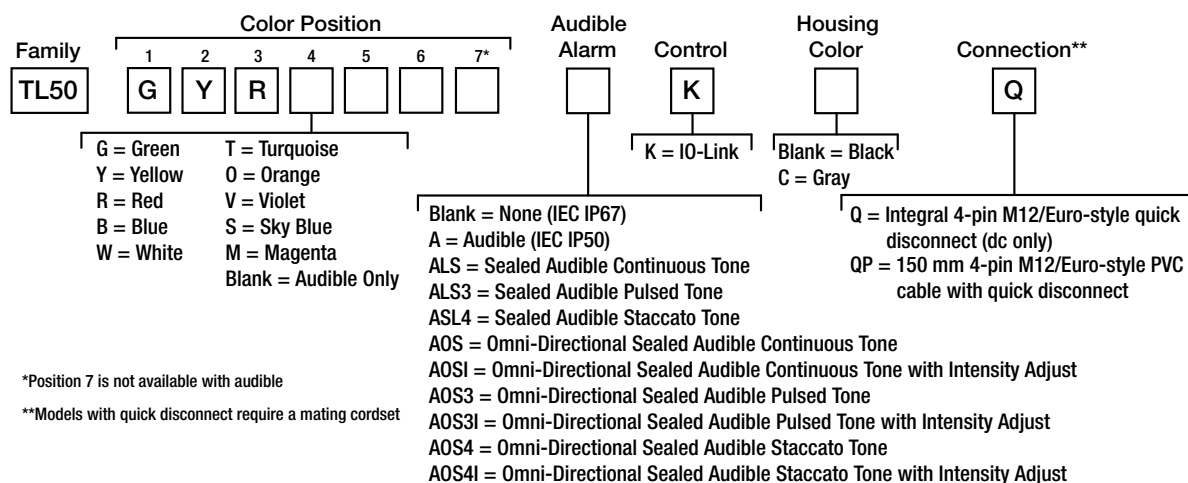 Color Position
Audible
Alarm
Housing
Color
Family
Control
Connection**
1 2 3 4 5 6 7*
TL50 G Y R K Q
G = Green
Y = Yellow
R = Red
B = Blue
W = White
T = Turquoise
O = Orange
V = Violet
S = Sky Blue
M = Magenta
Blank = Audible Only
K = IO-Link
Blank = Black
C = Gray
Blank = None (IEC IP67)
A = Audible (IEC IP50)
ALS = Sealed Audible Continuous Tone
ALS3 = Sealed Audible Pulsed Tone
ASL4 = Sealed Audible Staccato Tone
AOS = Omni-Directional Sealed Audible Continuous Tone
AOSI = Omni-Directional Sealed Audible Continuous Tone with Intensity Adjust
AOS3 = Omni-Directional Sealed Audible Pulsed Tone
AOS3I = Omni-Directional Sealed Audible Pulsed Tone with Intensity Adjust
AOS4 = Omni-Directional Sealed Audible Staccato Tone
AOS4I = Omni-Directional Sealed Audible Staccato Tone with Intensity Adjust
Q = Integral 4-pin M12/Euro-style quick
disconnect (dc only)
QP = 150 mm 4-pin M12/Euro-style PVC
cable with quick disconnect
*Position 7 is not available with audible
**Models with quick disconnect require a mating cordset